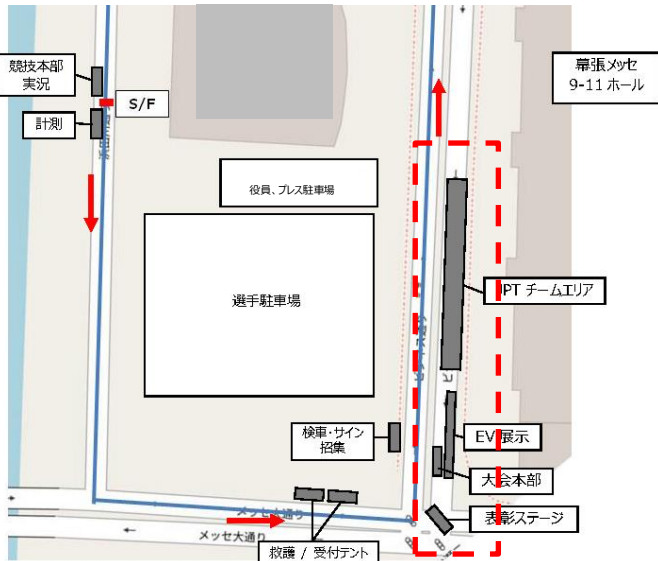 競技本部
実況
S/F
計測
幕張メッセ
9-11 ホール
役員、プレス駐車場
選手駐車場
JPT チームエリア
検車・サイン
招集
EV 展示
大会本部
表彰ステージ
メッセ大通り
メッセ大通り
救護 / 受付テント